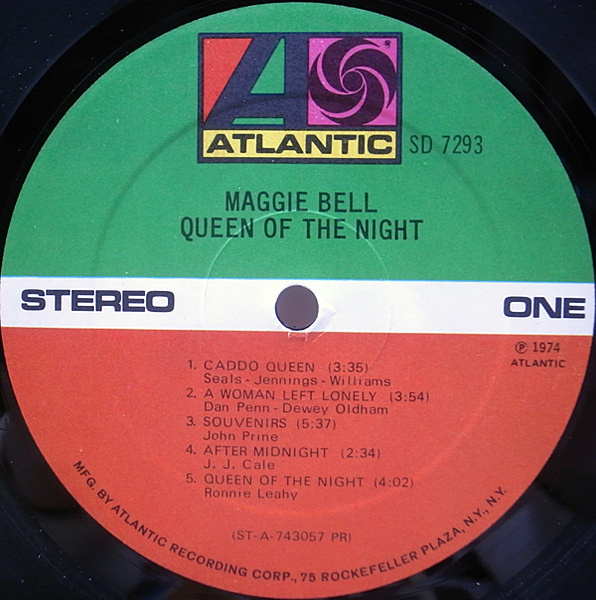 ATLANTIC
SD 7293
MAGGIE BELL
QUEEN OF THE NIGHT
STEREO
ONE
℗ 1974
ATLANTIC
1. CADDO QUEEN (3:35)
Seals - Jennings - Williams
2. A WOMAN LEFT LONELY (3:54)
Dan Penn - Dewey Oldham
3. SOUVENIRS (5:37)
John Prine
4. AFTER MIDNIGHT (2:34)
J. J. Cale
5. QUEEN OF THE NIGHT (4:02)
Ronnie Leahy
(ST-A-743057 PR)
MFG. BY ATLANTIC RECORDING CORP., 75 ROCKEFELLER PLAZA, N.Y., N.Y.